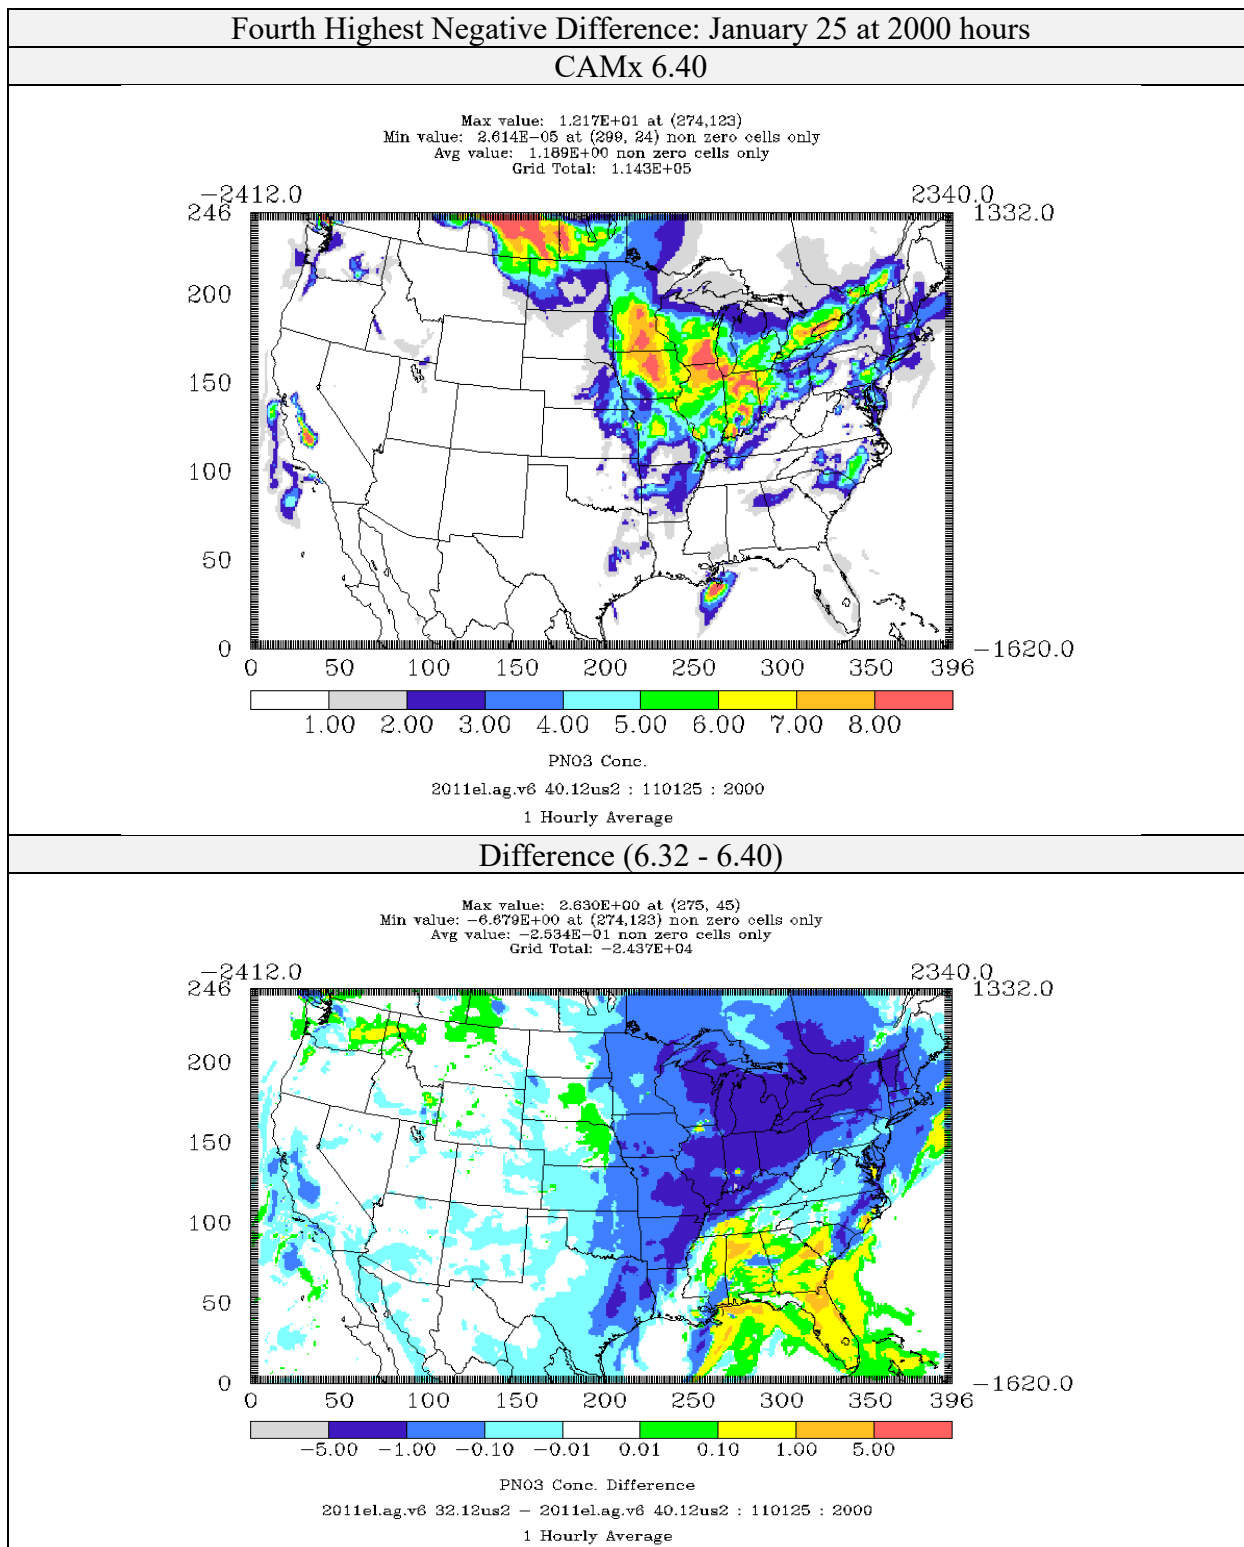 Fourth Highest Negative Difference: January 25 at 2000 hours
CAMx 6.40
Max value: 1.217E+01 at (274,123)
Min value: 2.614E-05 at (299, 24) non zero cells only
Avg value: 1.189E+00 non zero cells only
Grid Total: 1.143E+05
-2412.0 2340.0
246 1332.0
200
150
100
50
0 -1620.0
0 50 100 150 200 250 300 350 396
1.00 2.00 3.00 4.00 5.00 6.00 7.00 8.00
PNO3 Conc.
2011el.ag.v6 40.12us2 : 110125 : 2000
1 Hourly Average
Difference (6.32 - 6.40)
Max value: 2.630E+00 at (275, 45)
Min value: -6.679E+00 at (274,123) non zero cells only
Avg value: -2.534E-01 non zero cells only
Grid Total: -2.437E+04
-2412.0 2340.0
246 1332.0
200
150
100
50
0 -1620.0
0 50 100 150 200 250 300 350 396
-5.00 -1.00 -0.10 -0.01 0.01 0.10 1.00 5.00
PNO3 Conc. Difference
2011el.ag.v6 32.12us2 - 2011el.ag.v6 40.12us2 : 110125 : 2000
1 Hourly Average